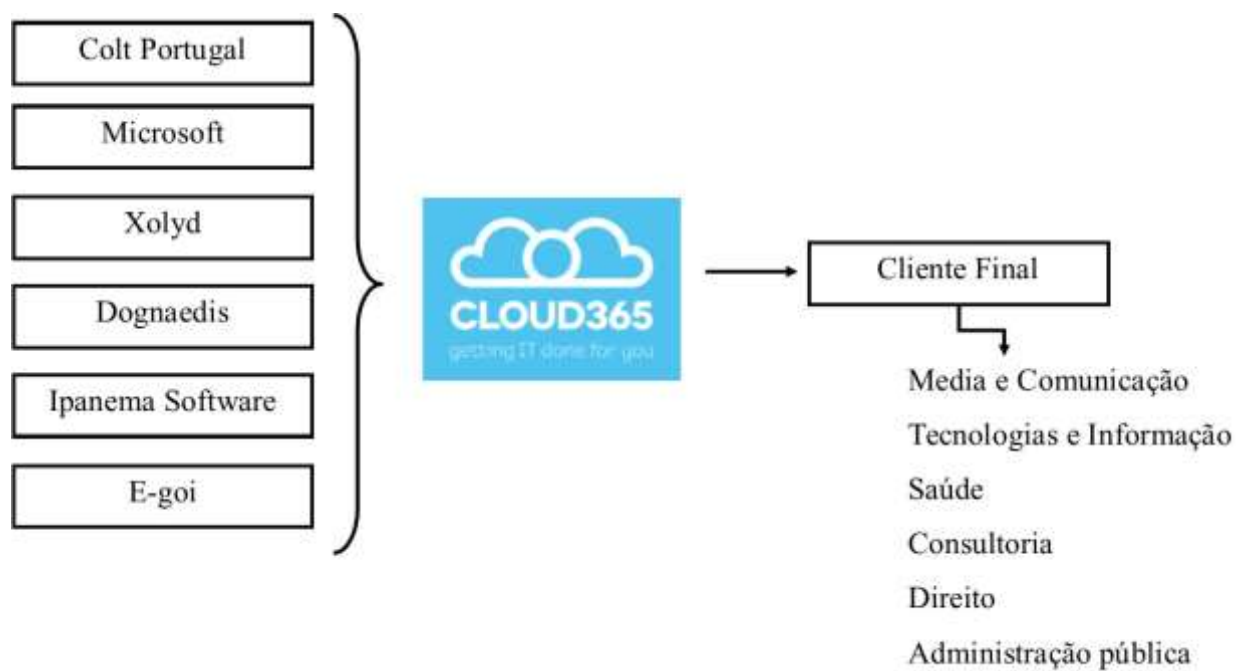 Colt Portugal
Microsoft
Xolyd
Dognaedis
Ipanema Software
E-goi
CLOUD365
getting IT done for you
Cliente Final
Media e Comunicação
Tecnologias e Informação
Saúde
Consultoria
Direito
Administração pública